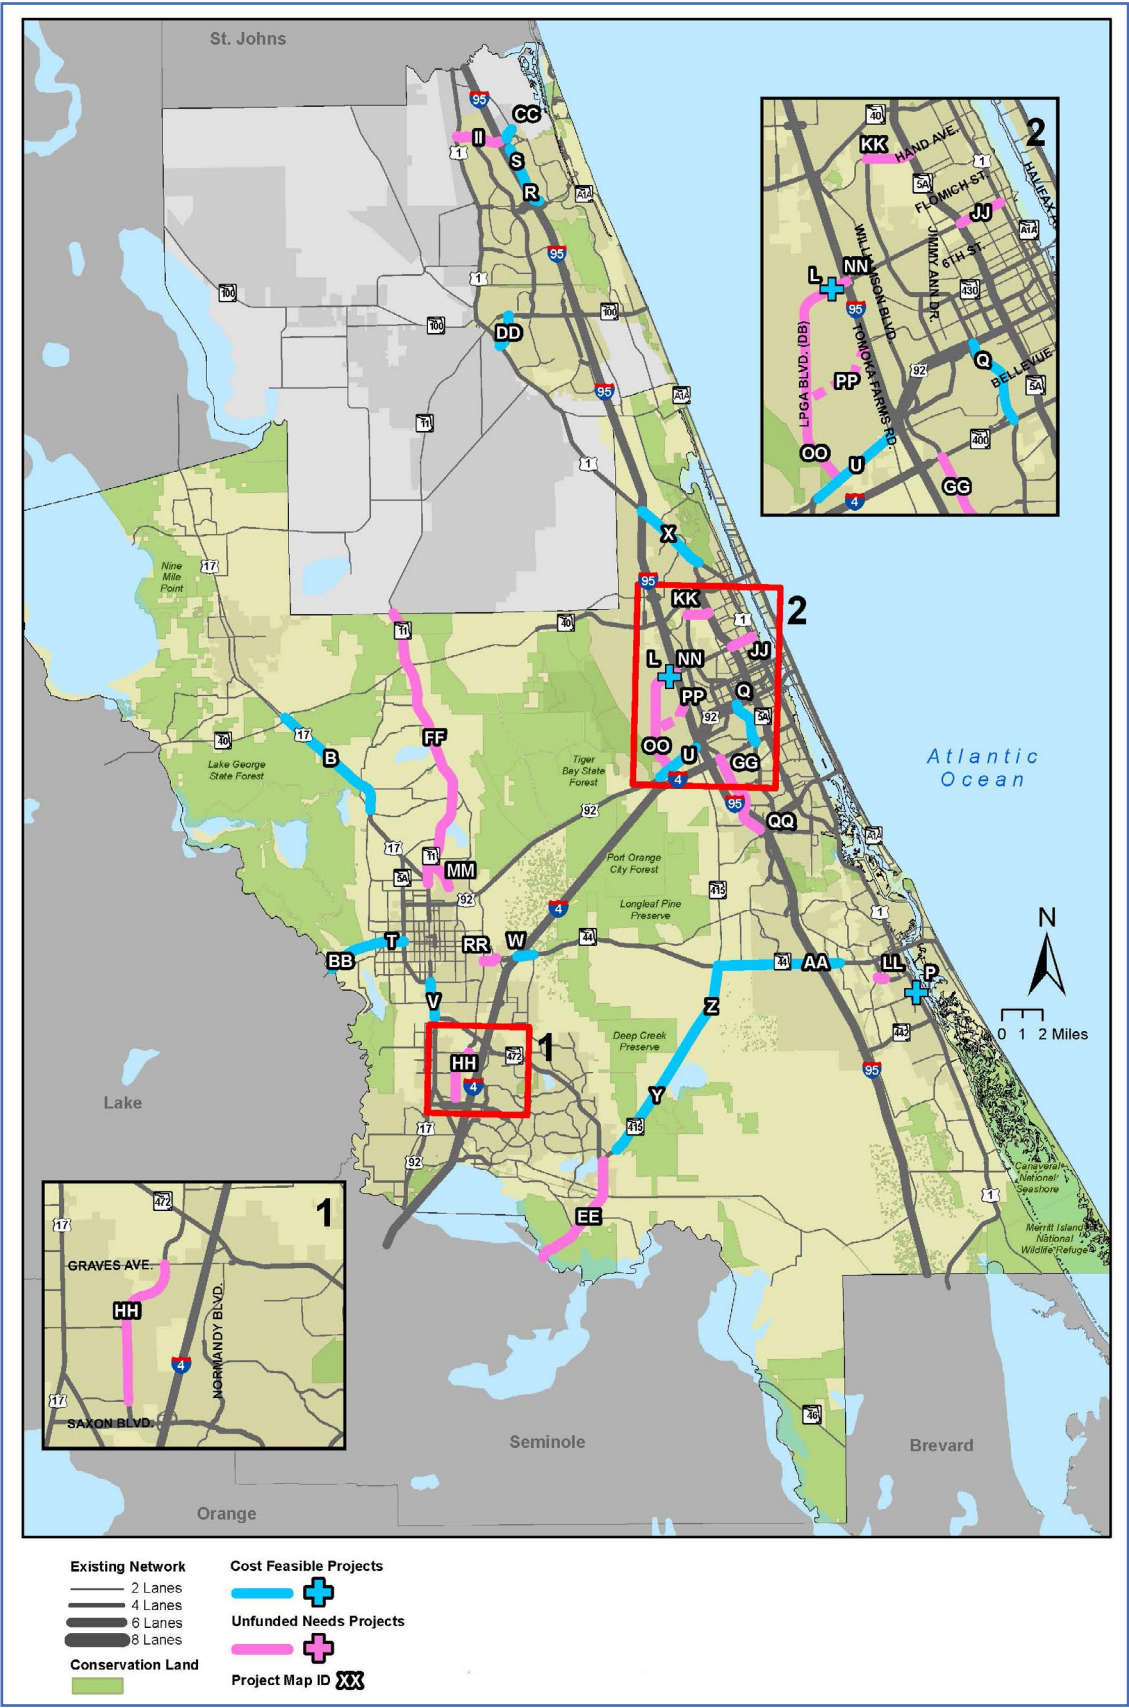 St. Johns
95
CC
II
1
S
R
A1A
95
1
100
100
100
DD
95
A1A
11
1
X
17
Nine
Mile
Point
95
40
KK
2
11
1
JJ
L
NN
PP
Q
FF
92
5A
17
B
40
Lake George
State Forest
OO
U
Tiger
Bay State
Forest
GG
4
95
92
QQ
A1A
Atlantic
Ocean
17
11
MM
5A
92
Port Orange
City Forest
415
Longleaf Pine
Preserve
4
1
T
BB
RR
W
44
44
AA
LL
P
V
Z
N
0 1 2 Miles
Deep Creek
Preserve
442
1
472
HH
4
95
Y
415
Lake
17
92
EE
Canaveral
National
Seashore
1
Merritt Island
National
Wildlife Refuge
46
Seminole
Brevard
Orange
2
40
KK
HAND AVE.
1
5A
FLOMICH ST.
HALIFAX A
JJ
A1A
WILLIAMSON BLVD.
JIMMY ANN DR.
6TH ST.
L
NN
430
95
LPGA BLVD. (DB)
TOMOKA FARMS RD.
Q
92
BELLEVUE
PP
5A
400
OO
U
GG
4
1
472
17
GRAVES AVE.
HH
NORMANDY BLVD.
4
17
SAXON BLVD.
Existing Network
2 Lanes
4 Lanes
6 Lanes
8 Lanes
Conservation Land
Cost Feasible Projects
Unfunded Needs Projects
Project Map ID XX